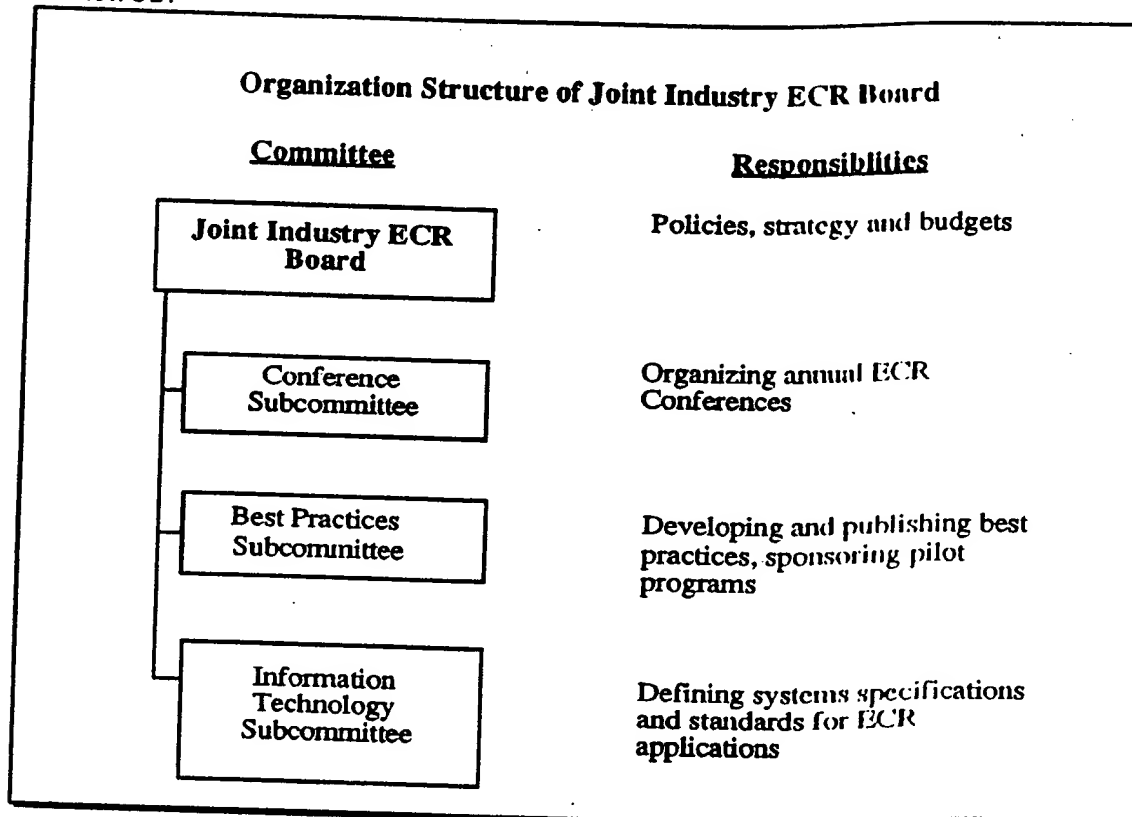 Organization Structure of Joint Industry ECR Board
Committee
Responsiblitics
Joint Industry ECR
Board
Policies, strategy and budgets
Conference
Subcommittee
Organizing annual ECR
Conferences
Best Practices
Subcommittee
Developing and publishing best
practices, sponsoring pilot
programs
Information
Technology
Subcommittee
Defining systems specifications
and standards for ECR
applications